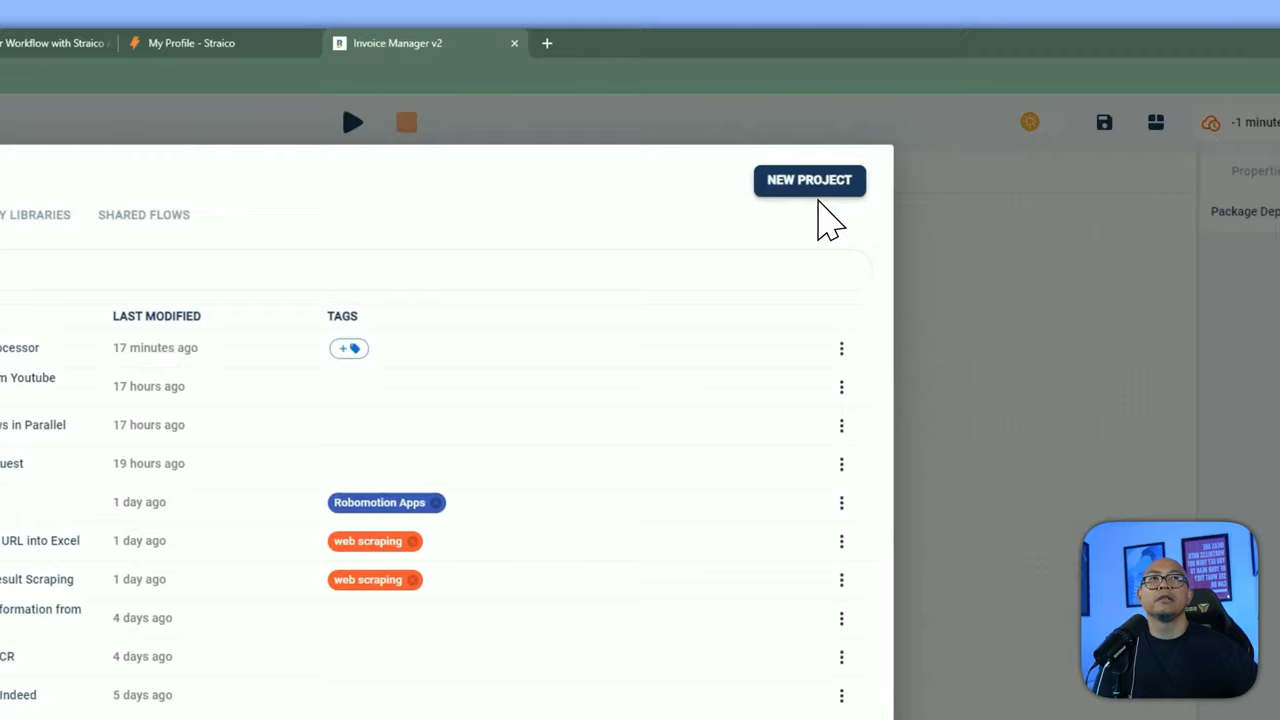 r Workflow with Straico
My Profile - Straico
Invoice Manager v2
-1 minute
NEW PROJECT
Properti
Y LIBRARIES
SHARED FLOWS
Package Dep
LAST MODIFIED
TAGS
ocessor
17 minutes ago
+
m Youtube
17 hours ago
vs in Parallel
17 hours ago
uest
19 hours ago
1 day ago
Robomotion Apps
URL into Excel
1 day ago
web scraping
esult Scraping
1 day ago
web scraping
formation from
4 days ago
CR
4 days ago
Indeed
5 days ago